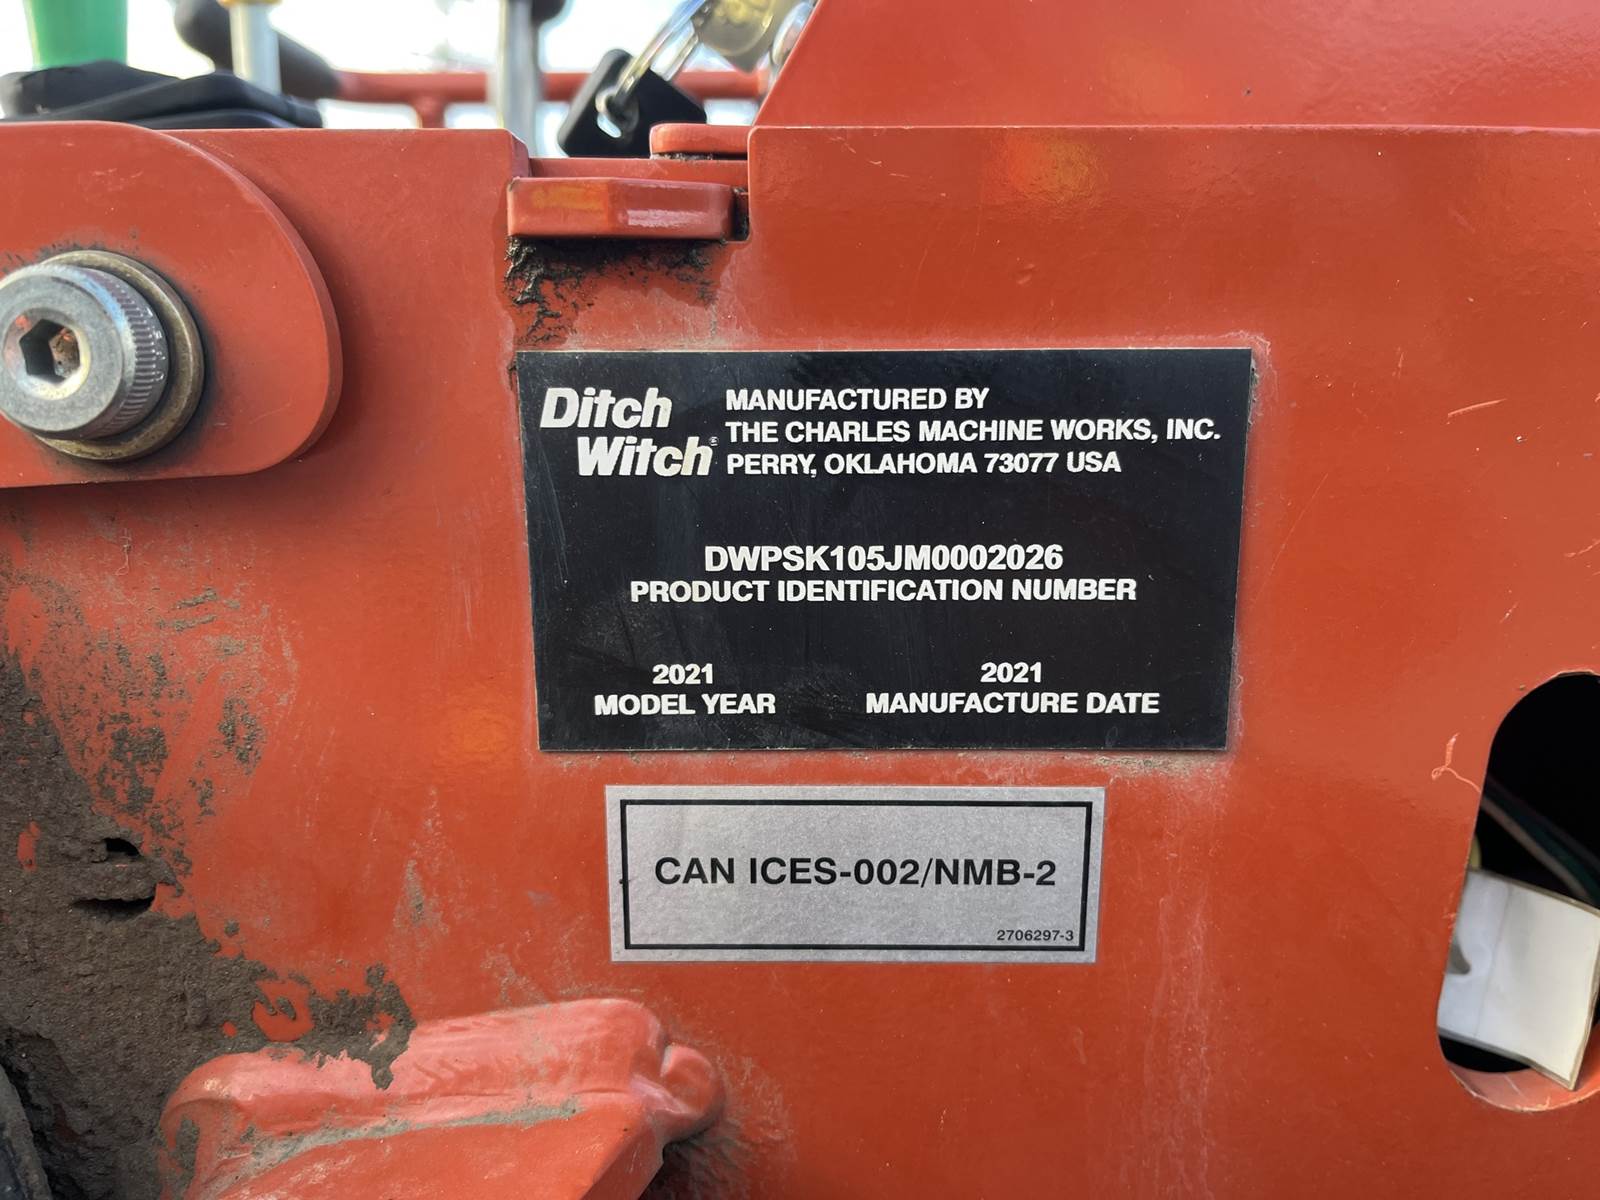 Ditch Witch®
MANUFACTURED BY
THE CHARLES MACHINE WORKS, INC.
PERRY, OKLAHOMA 73077 USA
DWPSK105JM0002026
PRODUCT IDENTIFICATION NUMBER
2021
MODEL YEAR
2021
MANUFACTURE DATE
CAN ICES-002/NMB-2
2706297-3